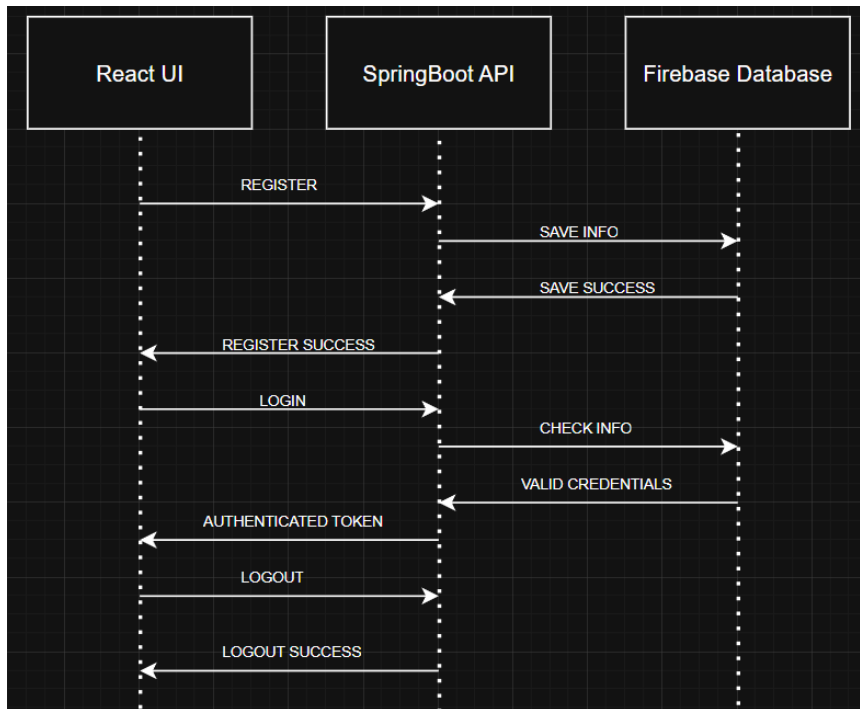 React UI
SpringBoot API
Firebase Database
REGISTER
SAVE INFO
SAVE SUCCESS
REGISTER SUCCESS
LOGIN
CHECK INFO
VALID CREDENTIALS
AUTHENTICATED TOKEN
LOGOUT
LOGOUT SUCCESS